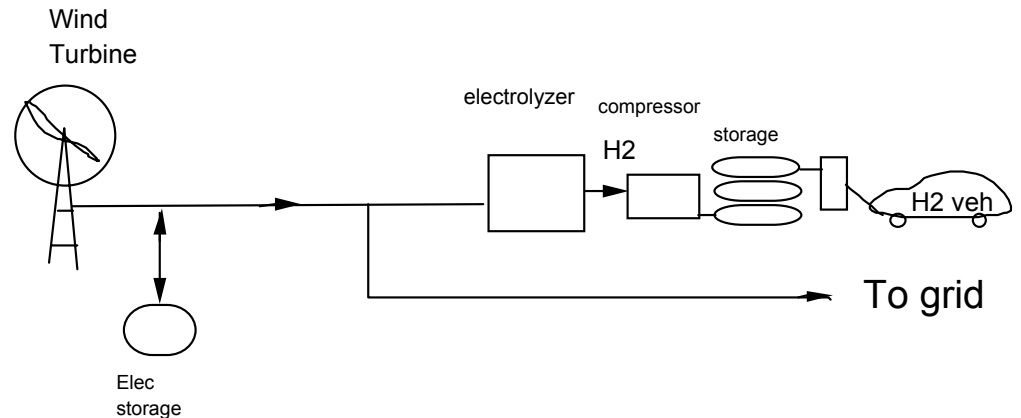 Wind
Turbine
electrolyzer
compressor
storage
H2
H2 veh
To grid
Elec
storage